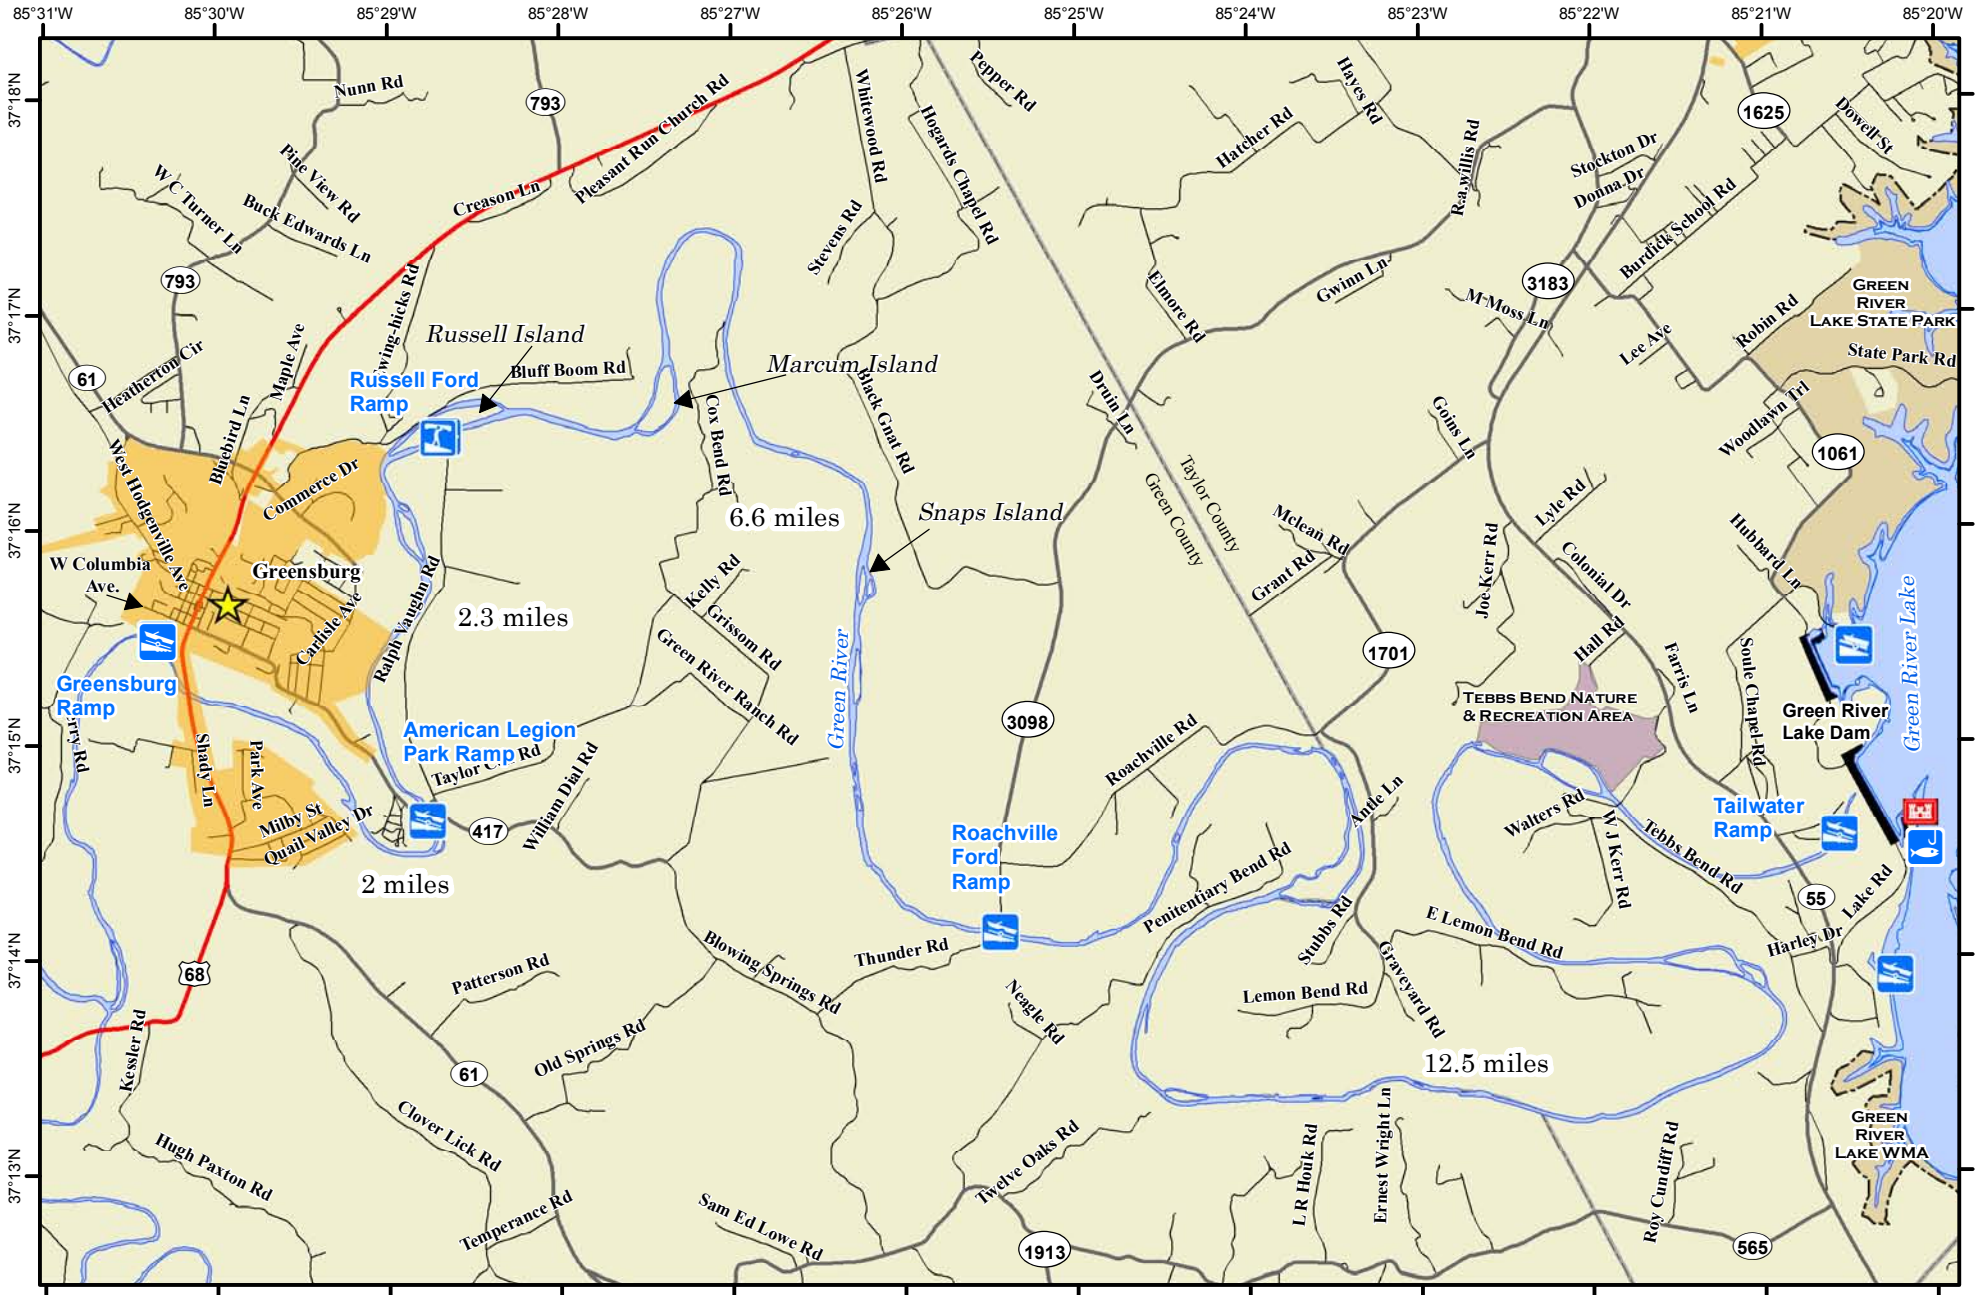 85°31'W
85°30'W
85°29'W
85°28'W
85°27'W
85°26'W
85°25'W
85°24'W
85°23'W
85°22'W
85°21'W
85°20'W
37°18'N
37°17'N
37°16'N
37°15'N
37°14'N
37°13'N
Nunn Rd
793
Pleasant Run Church Rd
Creason Ln
Whitewood Rd
Hogards Chapel Rd
Pepper Rd
Hayes Rd
Hatcher Rd
R.a.willis Rd
Stockton Dr
Donna Dr
1625
Dowell St
Burdick School Rd
Pine View Rd
W C Turner Ln
Buck Edwards Ln
793
Stevens Rd
Elmore Rd
Gwinn Ln
M Moss Ln
3183
Lee Ave
Robin Rd
GREEN
RIVER
LAKE STATE PARK
State Park Rd
Maple Ave
Heatherton Cir
61
Bluebird Ln
Russell Island
Bluff Boom Rd
Russell Ford
Ramp
Marcum Island
Cox Bend Rd
Black Gnat Rd
Druin Ln
Goins Ln
Woodlawn Trl
1061
Taylor County
Green County
West Hodgenville Ave
Commerce Dr
6.6 miles
Snaps Island
Mclean Rd
Grant Rd
Lyle Rd
Joe Kerr Rd
Colonial Dr
Hubbard Ln
W Columbia
Ave.
Greensburg
Carlisle Ave
Ralph Vaughn Rd
2.3 miles
Kelly Rd
Grissom Rd
Green River Ranch Rd
Green River
1701
Hall Rd
Farris Ln
Soule Chapel Rd
Green River Lake
Greensburg
Ramp
American Legion
Park Ramp
William Dial Rd
3098
Roachville Rd
TEBBS BEND NATURE
& RECREATION AREA
Green River
Lake Dam
Shady Ln
Park Ave
Milby St
Quail Valley Dr
417
2 miles
Roachville
Ford
Ramp
Antle Ln
Penitentiary Bend Rd
Walters Rd
W J Kerr Rd
Tebbs Bend Rd
Tailwater
Ramp
55
Lake Rd
Harley Dr
68
Patterson Rd
Blowing Springs Rd
Thunder Rd
Stubbs Rd
E Lemon Bend Rd
Lemon Bend Rd
Graveyard Rd
Neagle Rd
Kessler Rd
61
Old Springs Rd
12.5 miles
Clover Lick Rd
Hugh Paxton Rd
Temperance Rd
Sam Ed Lowe Rd
Twelve Oaks Rd
1913
L R Houk Rd
Ernest Wright Ln
Roy Cundiff Rd
565
GREEN
RIVER
LAKE WMA